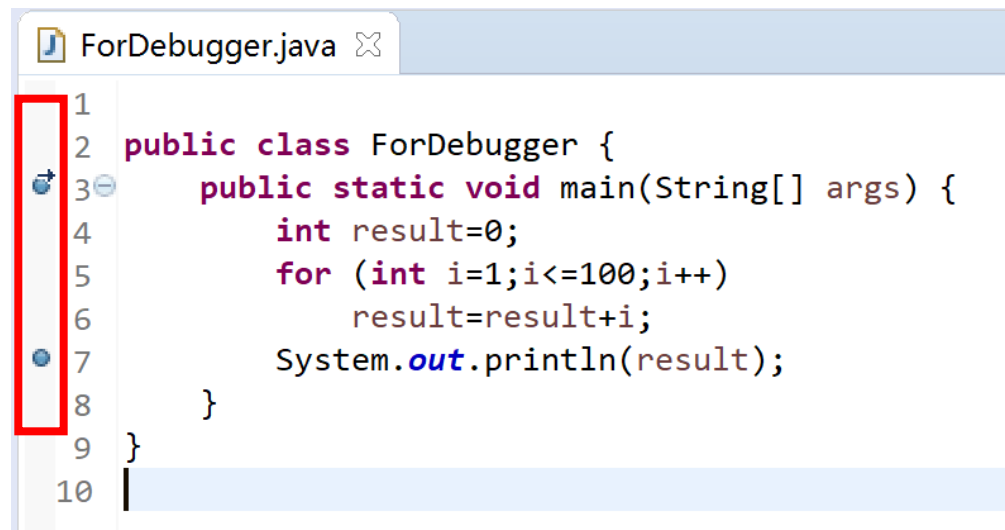 ForDebugger.java
1
2 public class ForDebugger {
3 public static void main(String[] args) {
4 int result=0;
5 for (int i=1;i<=100;i++)
6 result=result+i;
7 System.out.println(result);
8 }
9 }
10